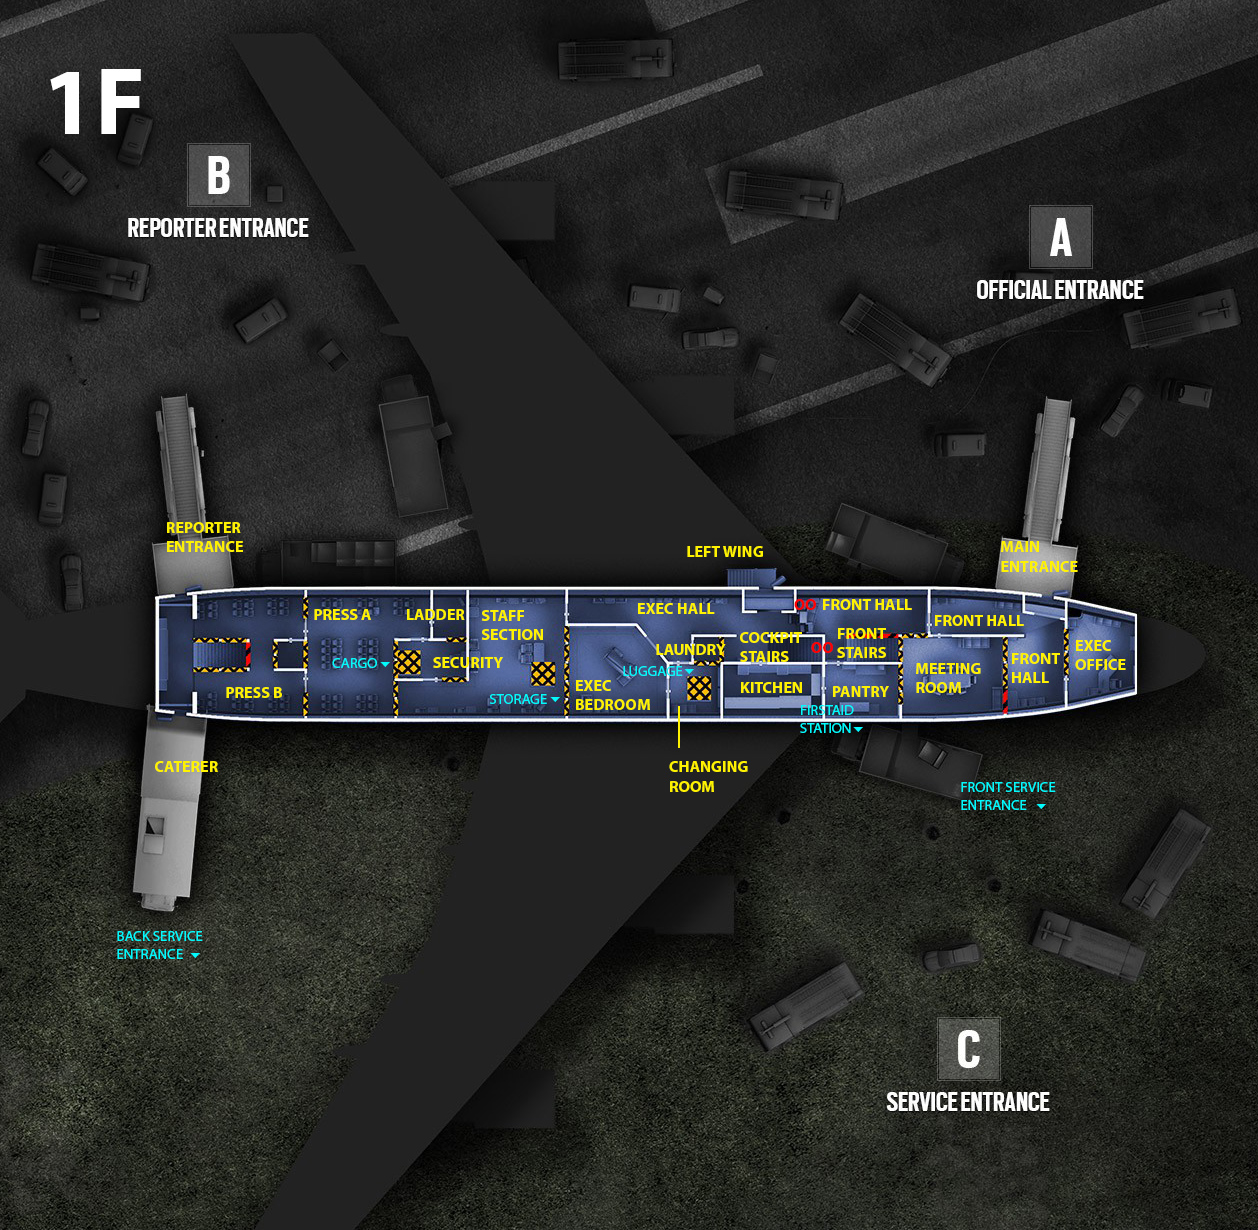 1F
B
REPORTER ENTRANCE
A
OFFICIAL ENTRANCE
REPORTER
ENTRANCE
LEFT WING
MAIN
ENTRANCE
PRESS A
LADDER
STAFF
SECTION
EXEC HALL
FRONT HALL
FRONT HALL
CARGO
SECURITY
LAUNDRY
COCKPIT
STAIRS
FRONT
STAIRS
EXEC
OFFICE
LUGGAGE
MEETING
ROOM
FRONT
HALL
PRESS B
STORAGE
EXEC
BEDROOM
KITCHEN
PANTRY
FIRSTAID
STATION
CATERER
CHANGING
ROOM
FRONT SERVICE
ENTRANCE
BACK SERVICE
ENTRANCE
C
SERVICE ENTRANCE